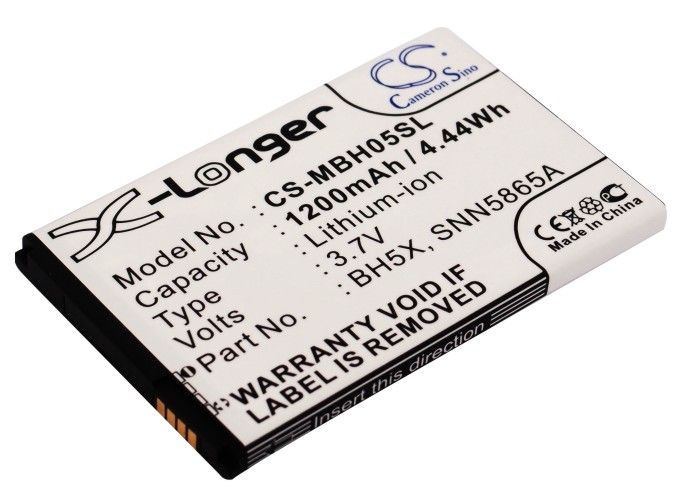 CS
Cameron Sino
X-Longer
Model No. : CS-MBH05SL
Capacity : 1200mAh / 4.44Wh
Type : Lithium-ion
Volts : 3.7V
Part No. : BH5X, SNN5865A
CE
Made in China
WARRANTY VOID IF
LABEL REMOVED
Insert this direction